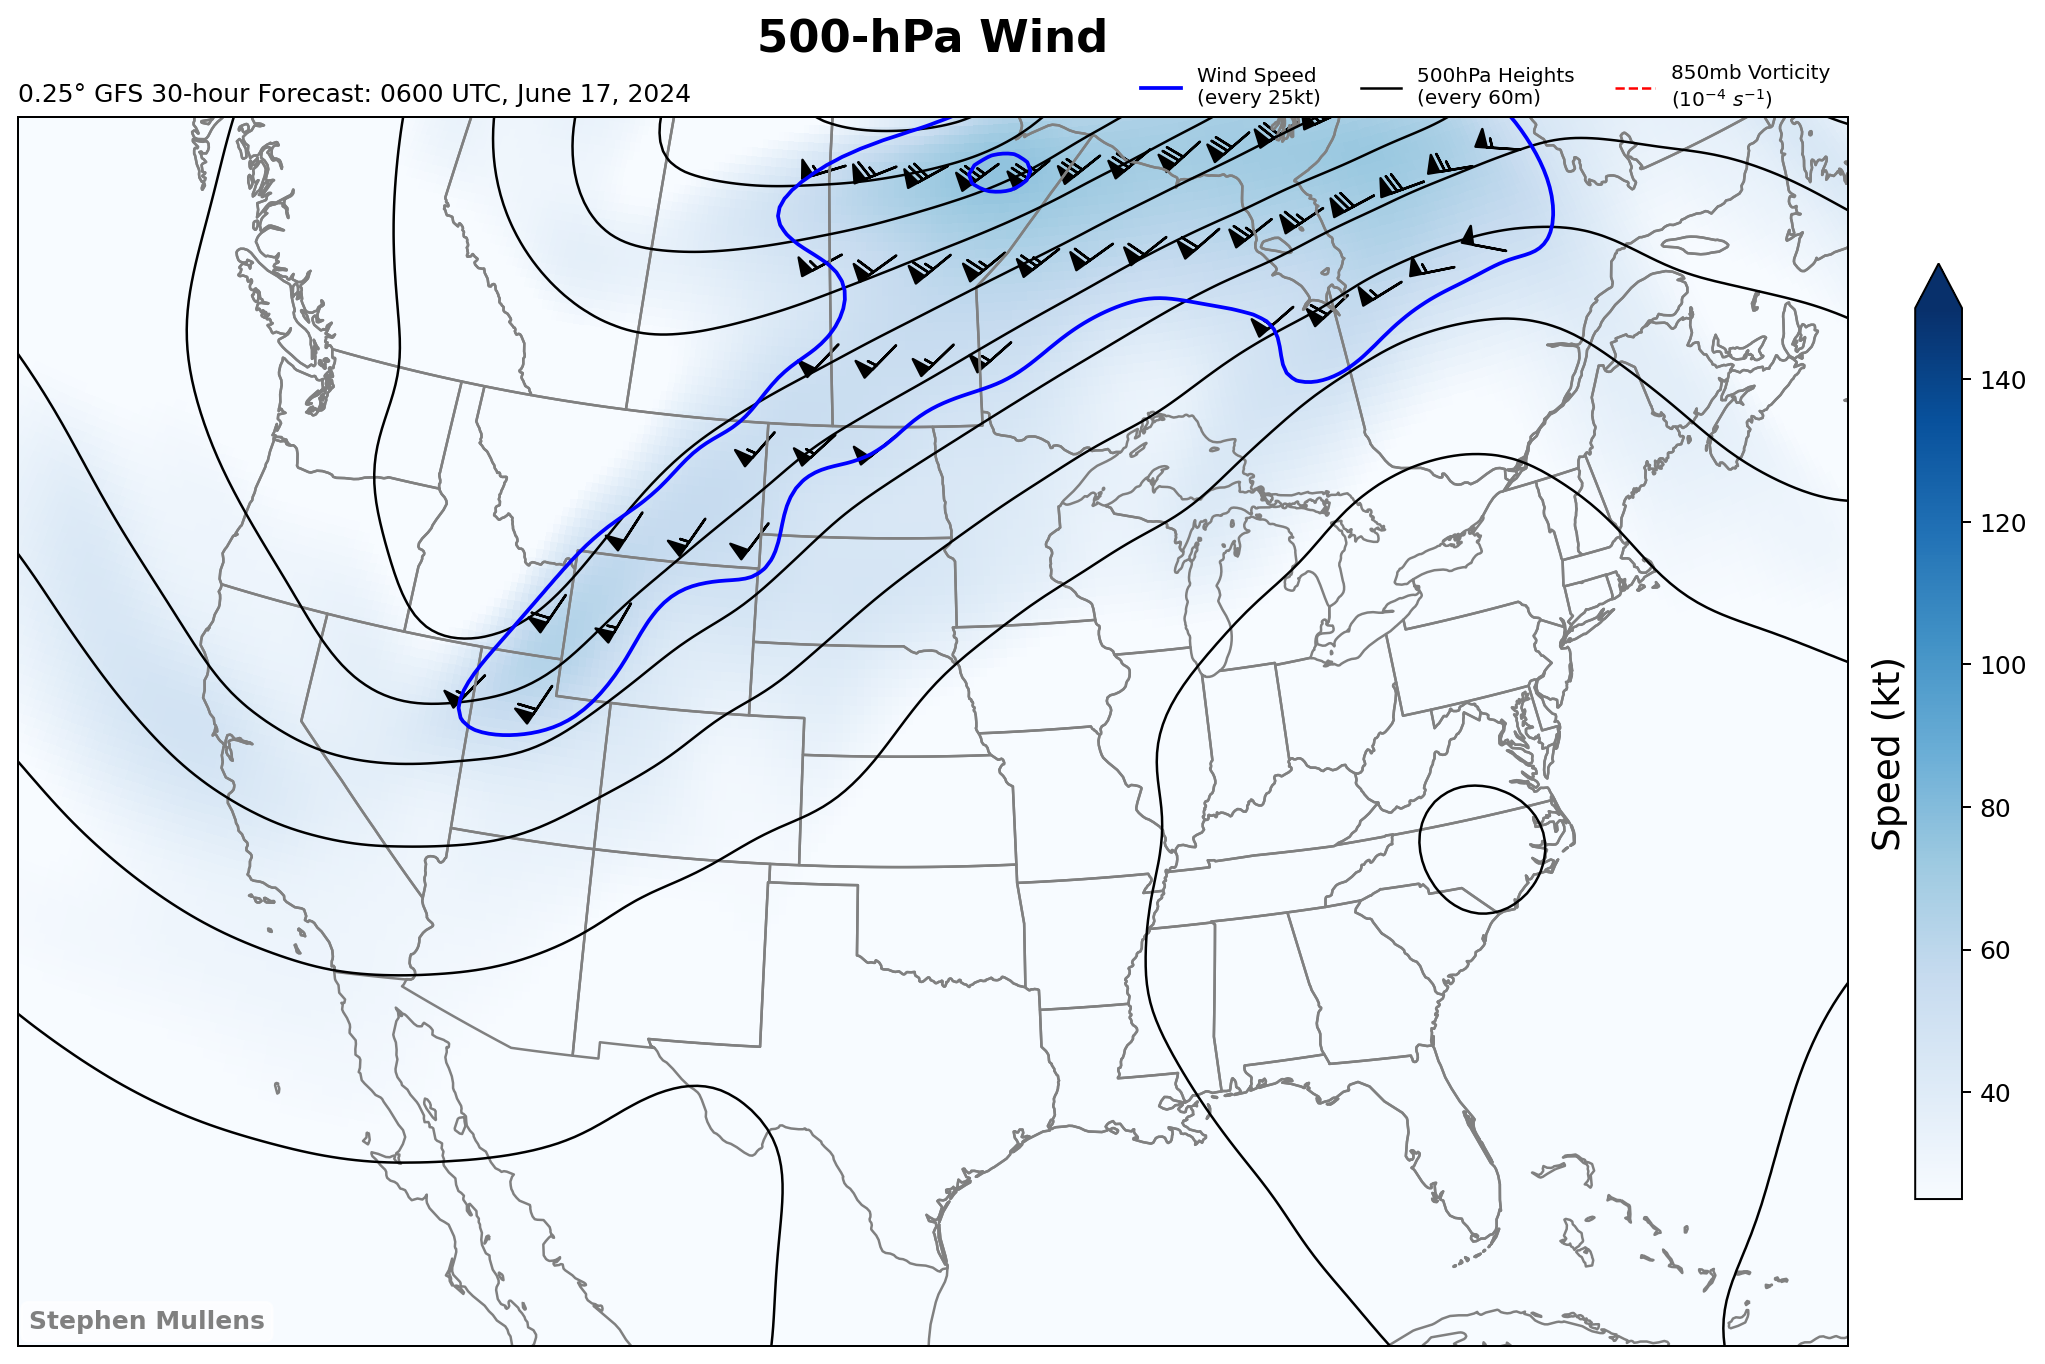 500-hPa Wind
0.25° GFS 30-hour Forecast: 0600 UTC, June 17, 2024
Wind Speed
(every 25kt)
500hPa Heights
(every 60m)
850mb Vorticity
(10⁻⁴ s⁻¹)
140
120
100
80
60
40
Speed (kt)
Stephen Mullens